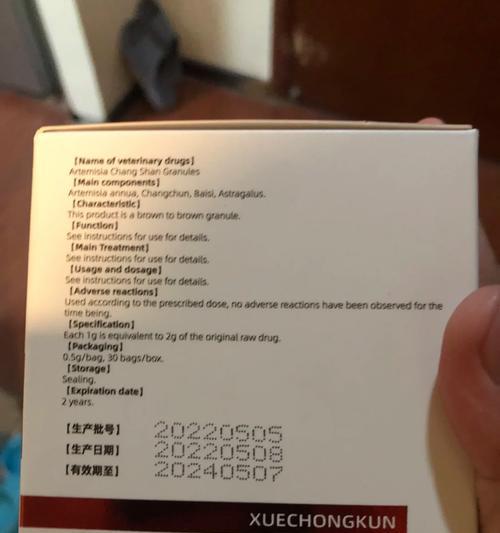 【Name of veterinary drugs】
Artemisia Chang Shan Granules
【Main components】
Artemisia annua, Changchun, Baisi, Astragalus.
【Characteristic】
This product is a brown to brown granule.
【Function】
See instructions for use for details.
【Main Treatment】
See instructions for use for details.
【Usage and dosage】
See instructions for use for details.
【Adverse reactions】
Used according to the prescribed dose, no adverse reactions have been observed for the
time being.
【Specification】
Each 1g is equivalent to 2g of the original raw drug.
【Packaging】
0.5g/bag, 30 bags/box.
【Storage】
Sealing.
【Expiration date】
2 years.
【生产批号】 20220505
【生产日期】 20220508
【有效期至】 20240507
XUECHONGKUN